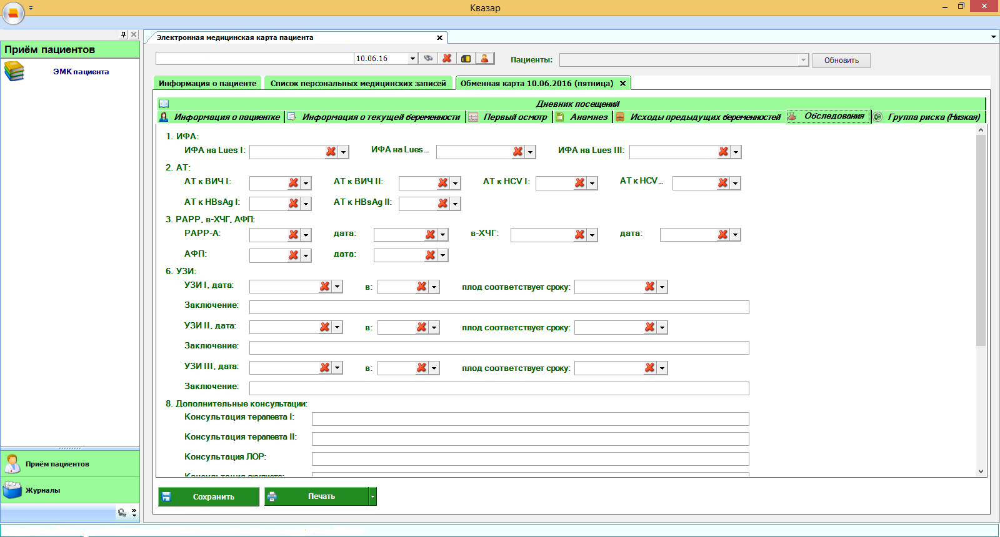 Квазар
Приём пациентов
ЭМК пациента
Электронная медицинская карта пациента
10.06.16
Пациенты:
Обновить
Информация о пациенте
Список персональных медицинских записей
Обменная карта 10.06.2016 (пятница)
Дневник посещений
Информация о пациентке
Информация о текущей беременности
Первый осмотр
Анамнез
Исходы предыдущих беременностей
Обследования
Группа риска (Низкая)
1. ИФА:
ИФА на Lues I:
ИФА на Lues...
ИФА на Lues III:
2. АТ:
АТ к ВИЧ I:
АТ к ВИЧ II:
АТ к HCV I:
АТ к HCV...
АТ к HBsAg I:
АТ к HBsAg II:
3. PAPP, в-ХЧГ, АФП:
PAPP-A:
дата:
в-ХЧГ:
дата:
АФП:
дата:
6. УЗИ:
УЗИ I, дата:
в:
плод соответствует сроку:
Заключение:
УЗИ II, дата:
в:
плод соответствует сроку:
Заключение:
УЗИ III, дата:
в:
плод соответствует сроку:
Заключение:
8. Дополнительные консультации:
Консультация терапевта I:
Консультация терапевта II:
Консультация ЛОР:
Приём пациентов
Журналы
Сохранить
Печать